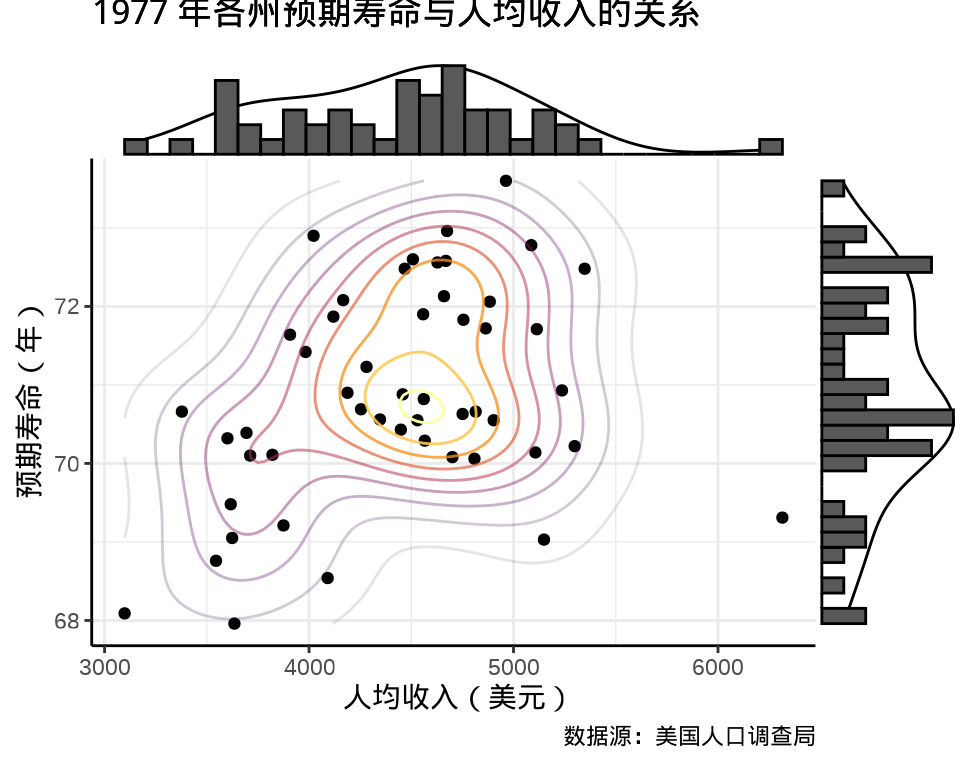 1977 年各州预期寿命与人均收入的关系
预期寿命（年）
72
70
68
3000 4000 5000 6000
人均收入（美元）
数据源：美国人口调查局